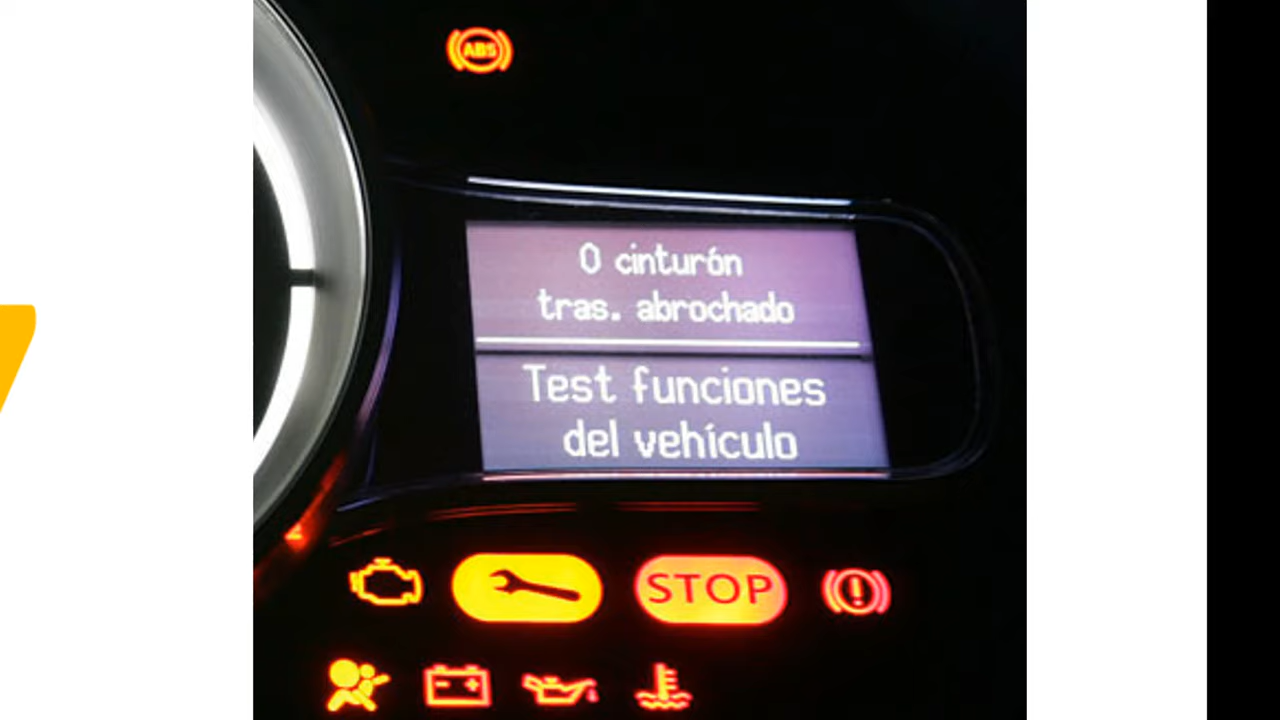 ABS
0 cinturón
tras. abrochado
Test funciones
del vehículo
STOP